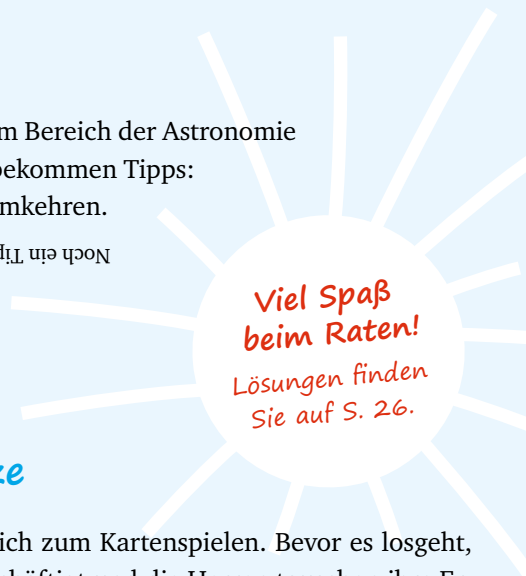 m Bereich der Astronomie
bekommen Tipps:
mkehren.
Noch ein Tip
Viel Spaß
beim Raten!
Lösungen finden
Sie auf S. 26.
ze
ich zum Kartenspielen. Bevor es losgeht,